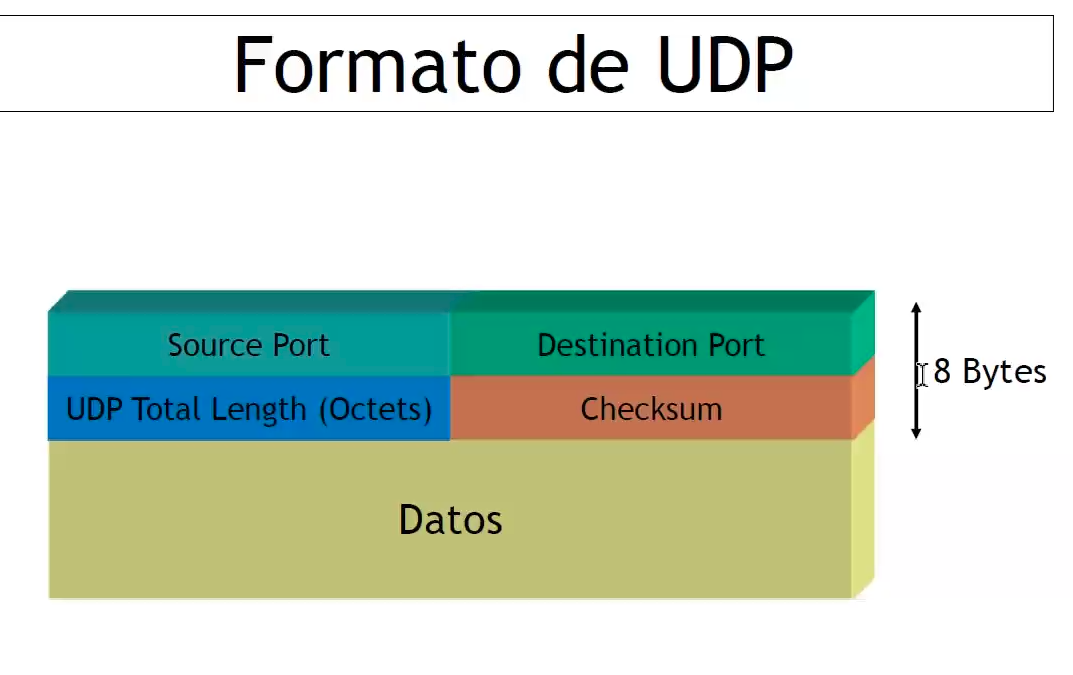 Formato de UDP
Source Port
Destination Port
8 Bytes
UDP Total Length (Octets)
Checksum
Datos